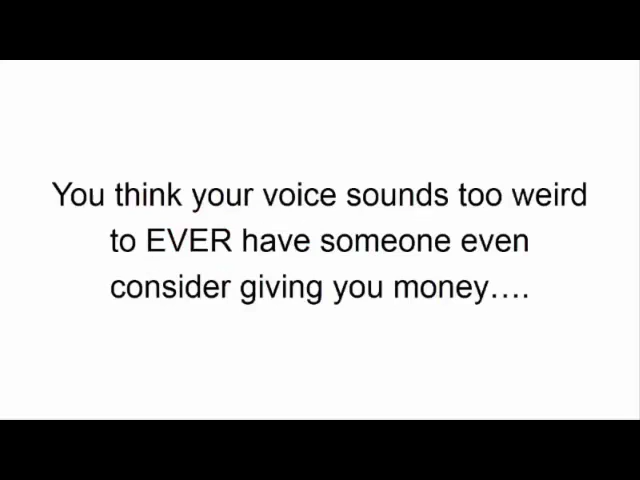 You think your voice sounds too weird
to EVER have someone even
consider giving you money….